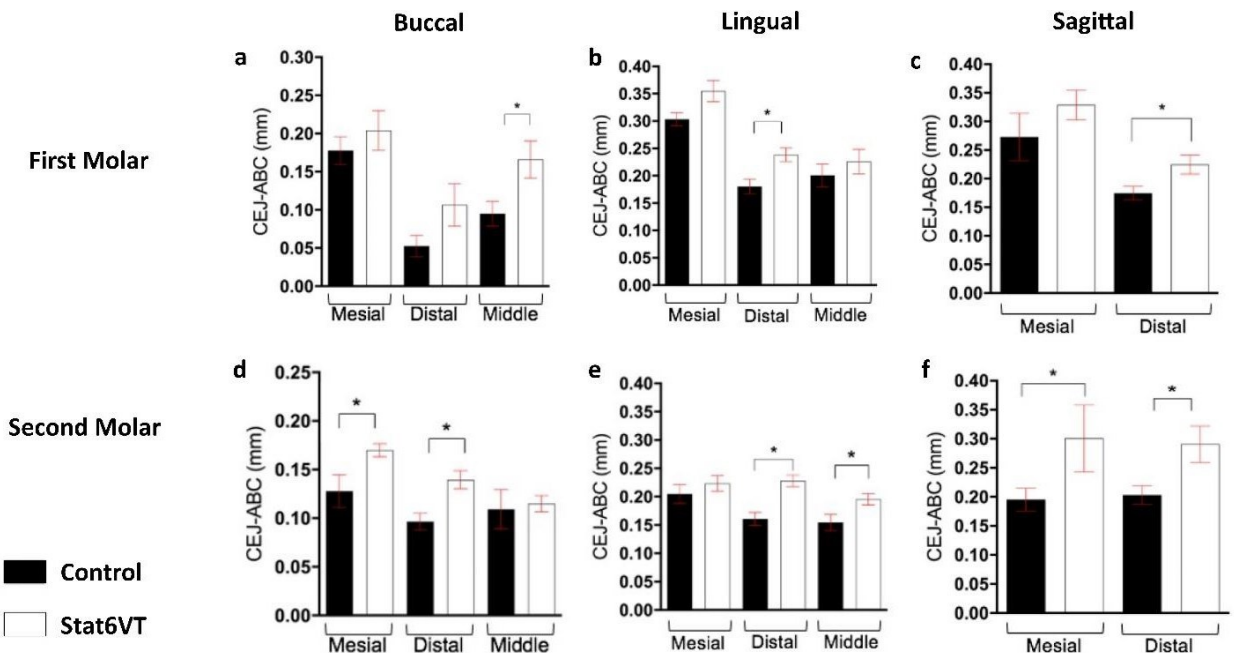 Buccal
Lingual
Sagittal
First Molar
a
CEJ-ABC (mm)
0.30
0.25
0.20
0.15
0.10
0.05
0.00
*
Mesial Distal Middle
b
CEJ-ABC (mm)
0.40
0.35
0.30
0.25
0.20
0.15
0.10
0.05
0.00
*
Mesial Distal Middle
c
CEJ-ABC (mm)
0.40
0.35
0.30
0.25
0.20
0.15
0.10
0.05
0.00
*
Mesial Distal
Second Molar
d
CEJ-ABC (mm)
0.25
0.20
0.15
0.10
0.05
0.00
* *
Mesial Distal Middle
e
CEJ-ABC (mm)
0.40
0.35
0.30
0.25
0.20
0.15
0.10
0.05
0.00
* *
Mesial Distal Middle
f
CEJ-ABC (mm)
0.40
0.35
0.30
0.25
0.20
0.15
0.10
0.05
0.00
* *
Mesial Distal
Control
Stat6VT